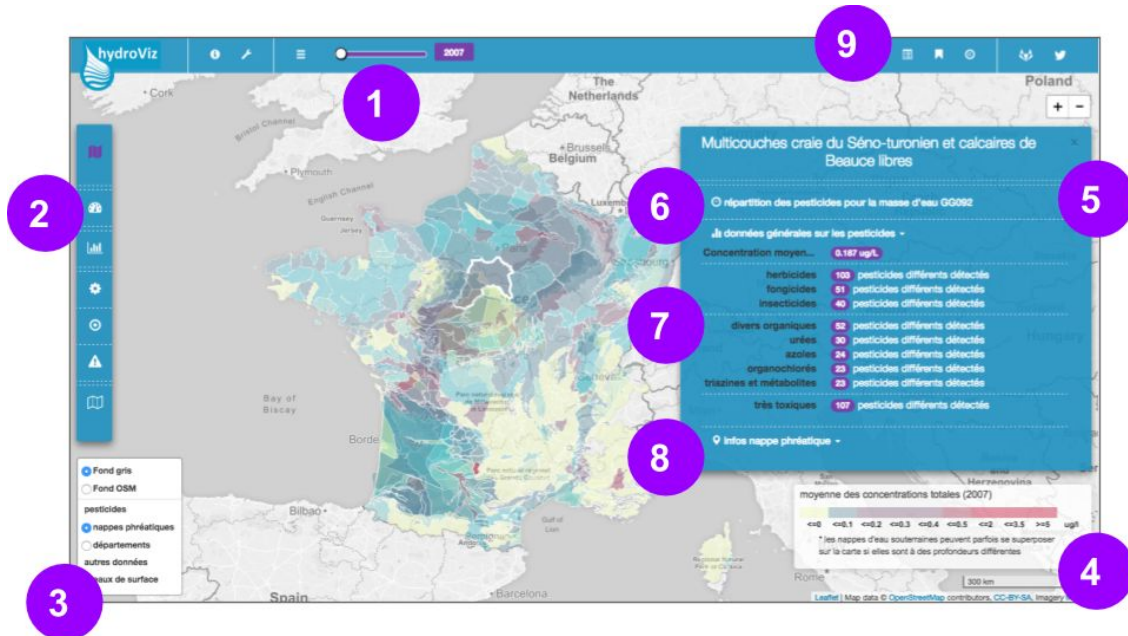 hydroViz
2007
9
1
Cork
The
Netherlands
Poland
+ −
Bristol Channel
Brussels
Belgium
Plymouth
English Channel
Guernsey
Jersey
2
Multicouches craie du Séno-turonien et calcaires de
Beauce libres
×
5
6
répartition des pesticides pour la masse d'eau GG092
données générales sur les pesticides
Concentration moyen... 0.187 ug/L
herbicides 103 pesticides différents détectés
fongicides 51 pesticides différents détectés
insecticides 40 pesticides différents détectés
7
divers organiques 52 pesticides différents détectés
urées 30 pesticides différents détectés
azoles 24 pesticides différents détectés
organochlorés 23 pesticides différents détectés
triazines et métabolites 23 pesticides différents détectés
très toxiques 107 pesticides différents détectés
8
infos nappe phréatique
Bay of
Biscay
Borde
Fond gris
Fond OSM
pesticides
nappes phréatiques
départements
autres données
eaux de surface
3
Bilbao
Spain
Barcelona
Rome
moyenne des concentrations totales (2007)
<=0 <=0.1 <=0.2 <=0.3 <=0.4 <=0.5 <=2 <=3.5 >=5 ug/l
* les nappes d'eau souterraines peuvent parfois se superposer
sur la carte si elles sont à des profondeurs différentes
4
300 km
Leaflet | Map data © OpenStreetMap contributors, CC-BY-SA, Imagery